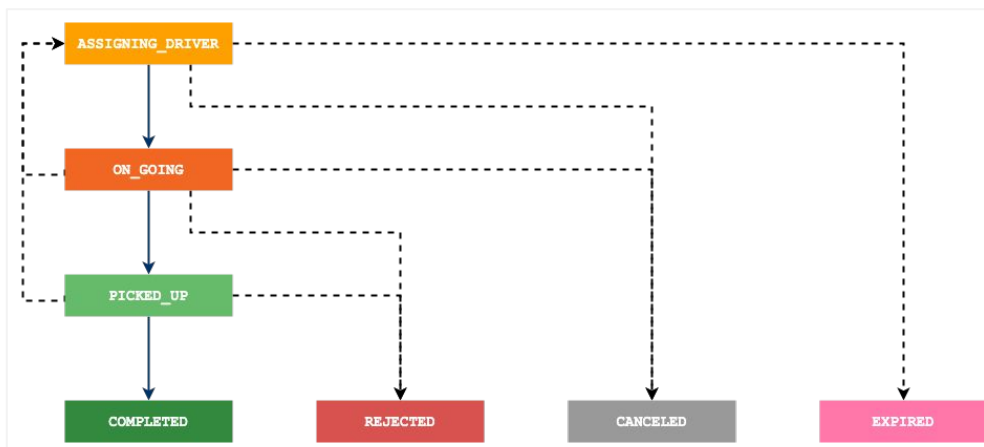 ASSIGNING_DRIVER
ON_GOING
PICKED_UP
COMPLETED
REJECTED
CANCELED
EXPIRED